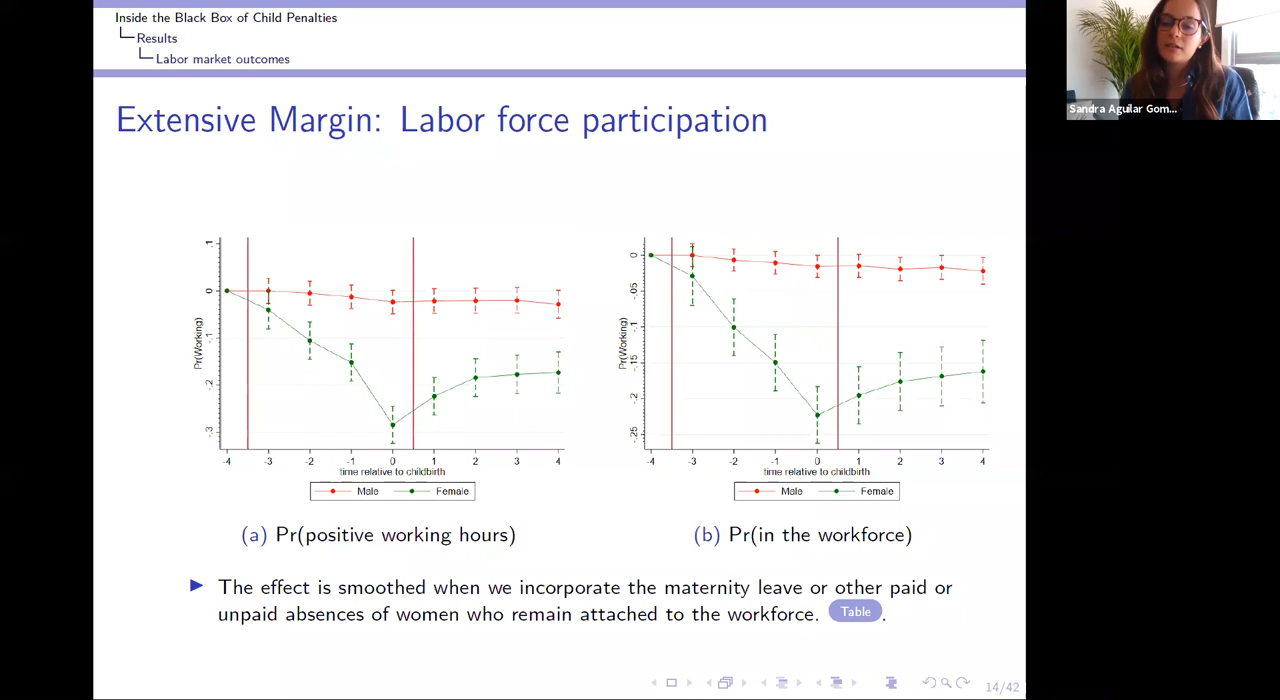 Inside the Black Box of Child Penalties
Results
Labor market outcomes
Sandra Aguilar Gom...
Extensive Margin: Labor force participation
.1
0
-.1
-.2
-.3
Pr(Working)
-4 -3 -2 -1 0 1 2 3 4
time relative to childbirth
Male Female
(a) Pr(positive working hours)
0
-.05
-.1
-.15
-.2
-.25
Pr(Working)
-4 -3 -2 -1 0 1 2 3 4
time relative to childbirth
Male Female
(b) Pr(in the workforce)
The effect is smoothed when we incorporate the maternity leave or other paid or
unpaid absences of women who remain attached to the workforce. Table .
14/42